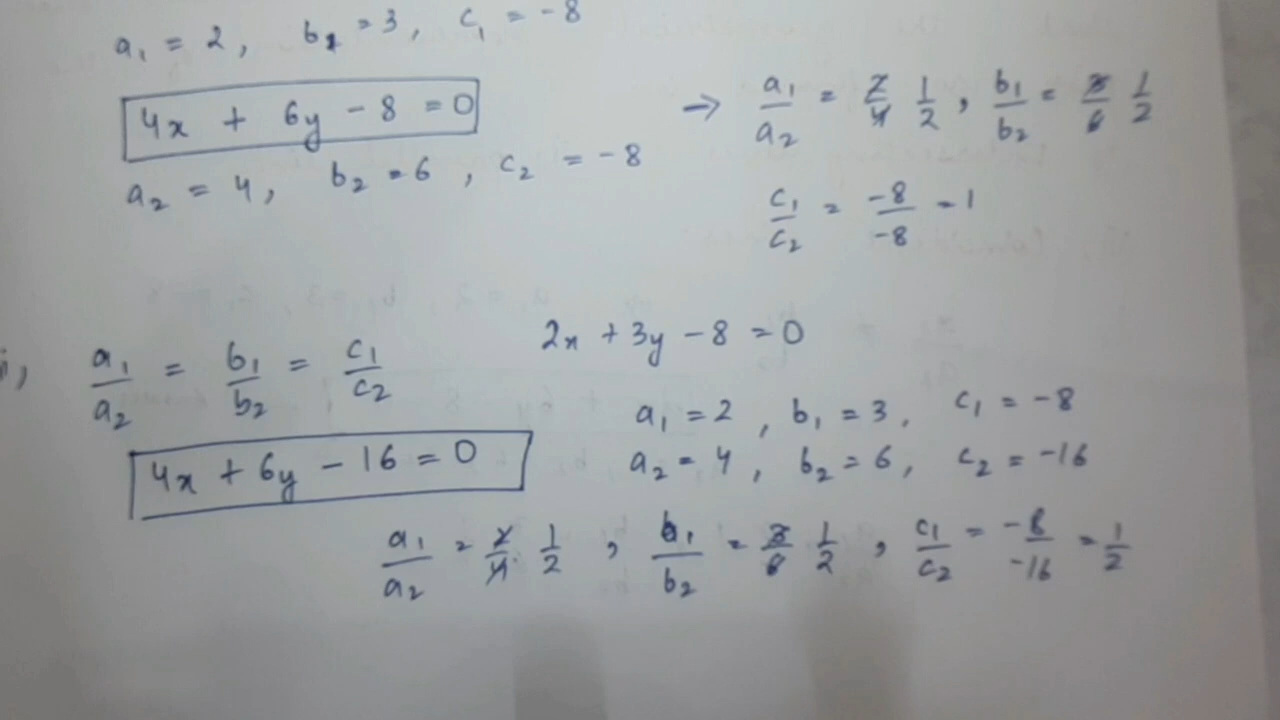 a₁ = 2, b₁ = 3, c₁ = -8
4x + 6y - 8 = 0
a₂ = 4, b₂ = 6, c₂ = -8
→ a₁/a₂ = 2/4 1/2, b₁/b₂ = 3/6 1/2
c₁/c₂ = -8/-8 = 1
a₁/a₂ = b₁/b₂ = c₁/c₂
2x + 3y - 8 = 0
4x + 6y - 16 = 0
a₁ = 2, b₁ = 3, c₁ = -8
a₂ = 4, b₂ = 6, c₂ = -16
a₁/a₂ = 2/4 1/2, b₁/b₂ = 3/6 1/2, c₁/c₂ = -8/-16 = 1/2